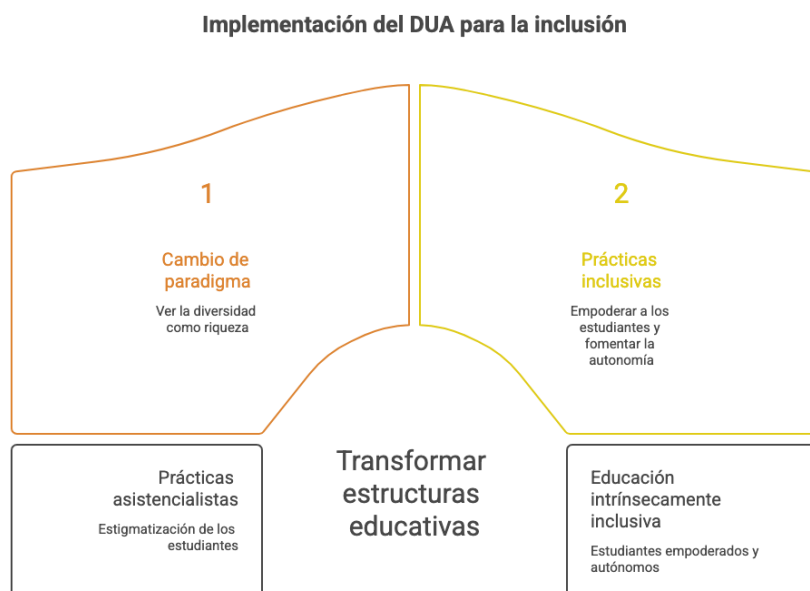 Implementación del DUA para la inclusión
1
Cambio de
paradigma
Ver la diversidad
como riqueza
2
Prácticas
inclusivas
Empoderar a los
estudiantes y
fomentar la
autonomía
Prácticas
asistencialistas
Estigmatización de los
estudiantes
Transformar
estructuras
educativas
Educación
intrínsecamente
inclusiva
Estudiantes empoderados y
autónomos